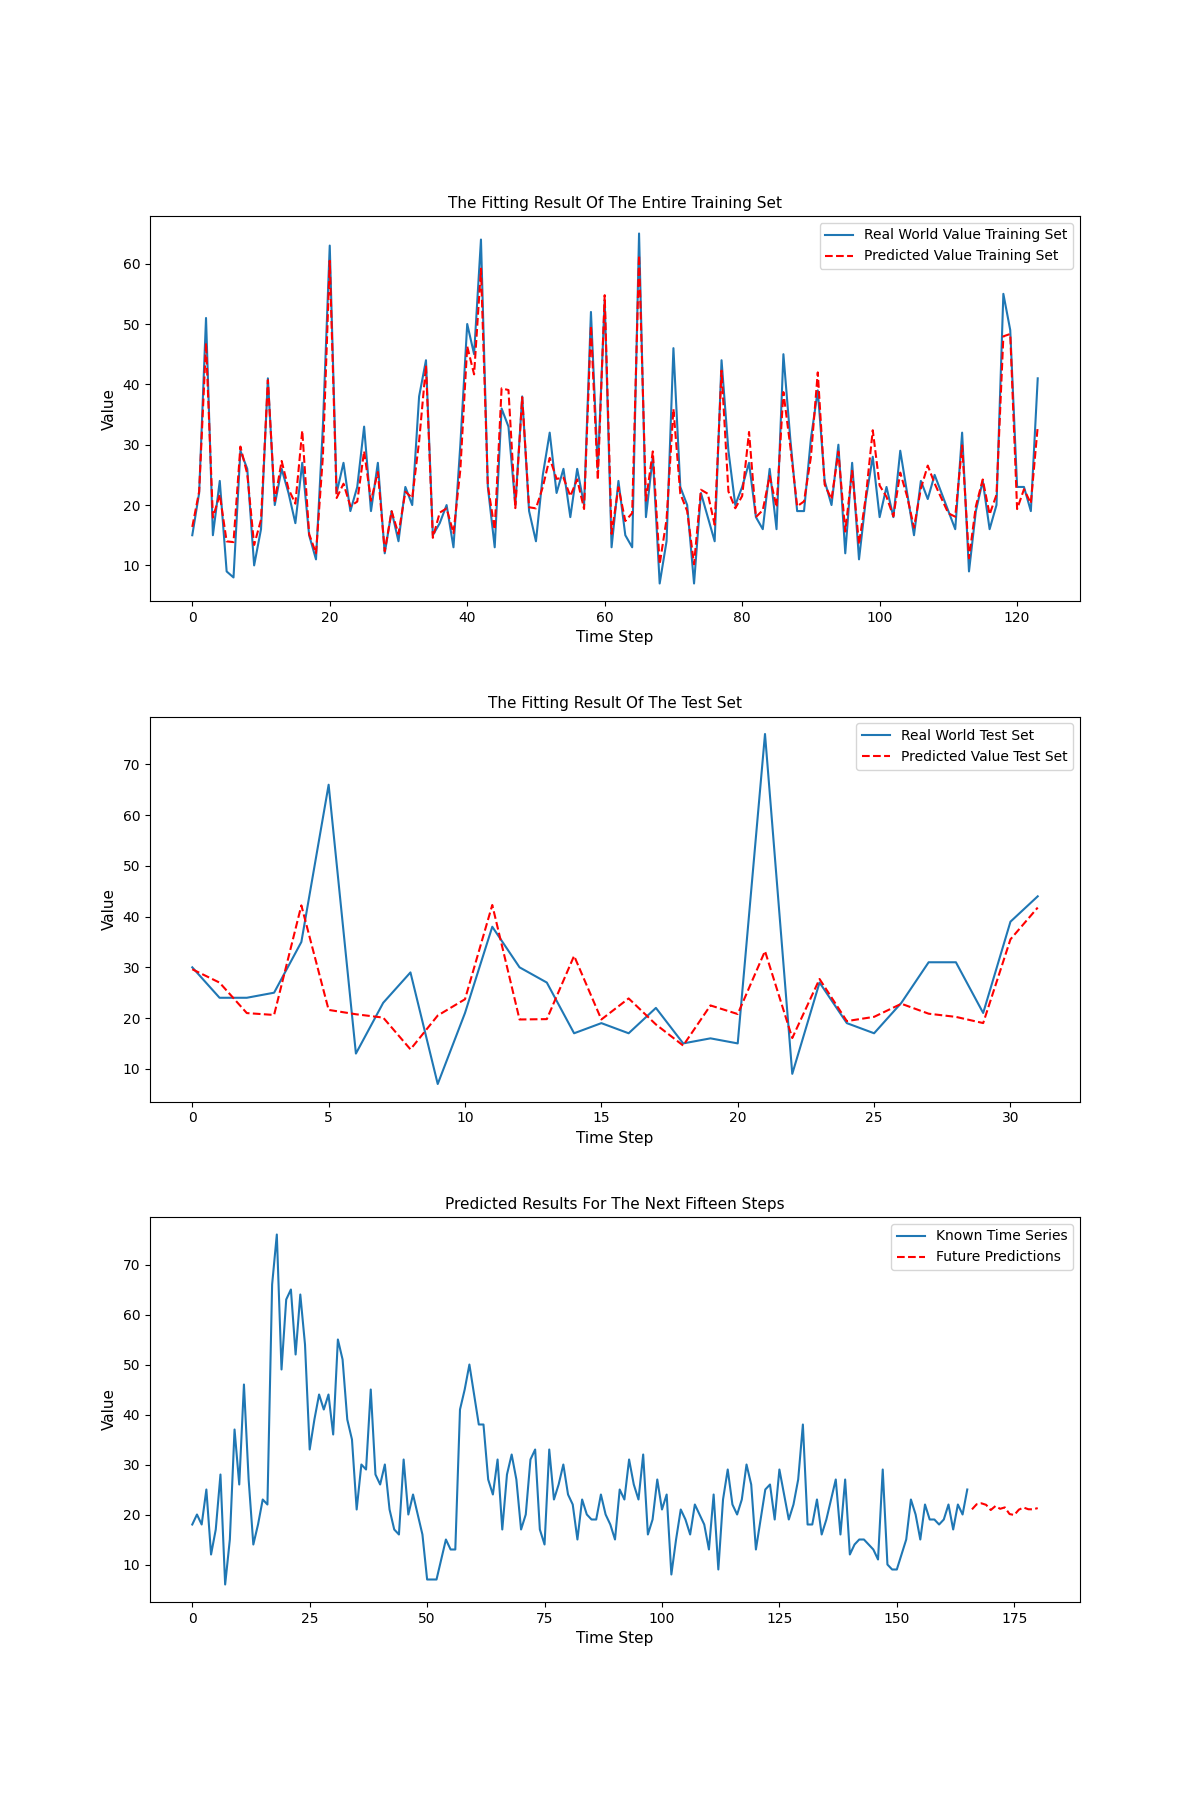 The Fitting Result Of The Entire Training Set
Real World Value Training Set
Predicted Value Training Set
Value
60
50
40
30
20
10
0 20 40 60 80 100 120
Time Step
The Fitting Result Of The Test Set
Real World Test Set
Predicted Value Test Set
Value
70
60
50
40
30
20
10
0 5 10 15 20 25 30
Time Step
Predicted Results For The Next Fifteen Steps
Known Time Series
Future Predictions
Value
70
60
50
40
30
20
10
0 25 50 75 100 125 150 175
Time Step